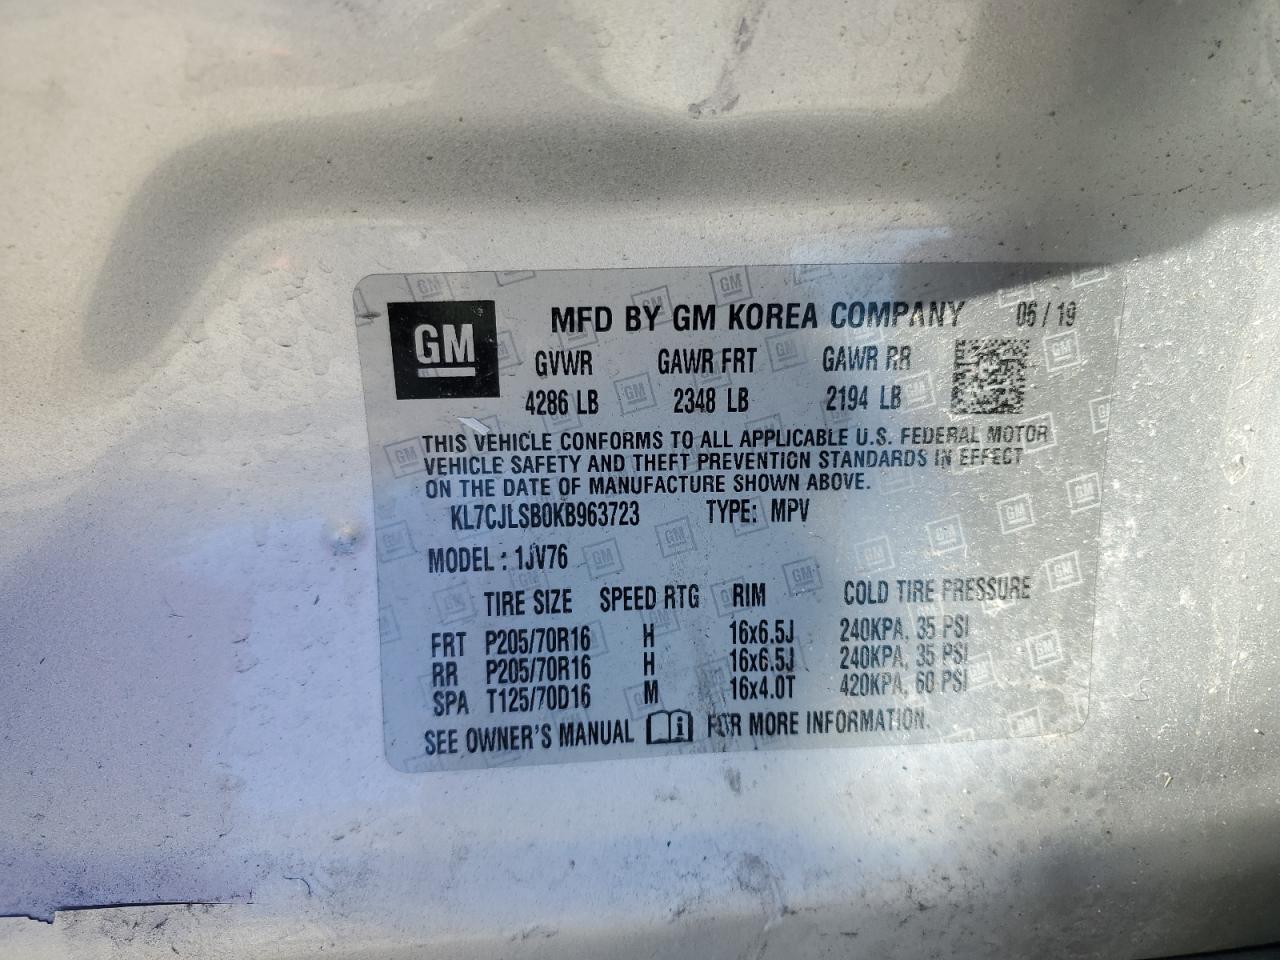 GM
MFD BY GM KOREA COMPANY 06/19
GVWR GAWR FRT GAWR RR
4286 LB 2348 LB 2194 LB
THIS VEHICLE CONFORMS TO ALL APPLICABLE U.S. FEDERAL MOTOR
VEHICLE SAFETY AND THEFT PREVENTION STANDARDS IN EFFECT
ON THE DATE OF MANUFACTURE SHOWN ABOVE.
KL7CJLSB0KB963723 TYPE: MPV
MODEL : 1JV76
TIRE SIZE SPEED RTG RIM COLD TIRE PRESSURE
FRT P205/70R16 H 16x6.5J 240KPA, 35 PSI
RR P205/70R16 H 16x6.5J 240KPA, 35 PSI
SPA T125/70D16 M 16x4.0T 420KPA, 60 PSI
SEE OWNER'S MANUAL FOR MORE INFORMATION.